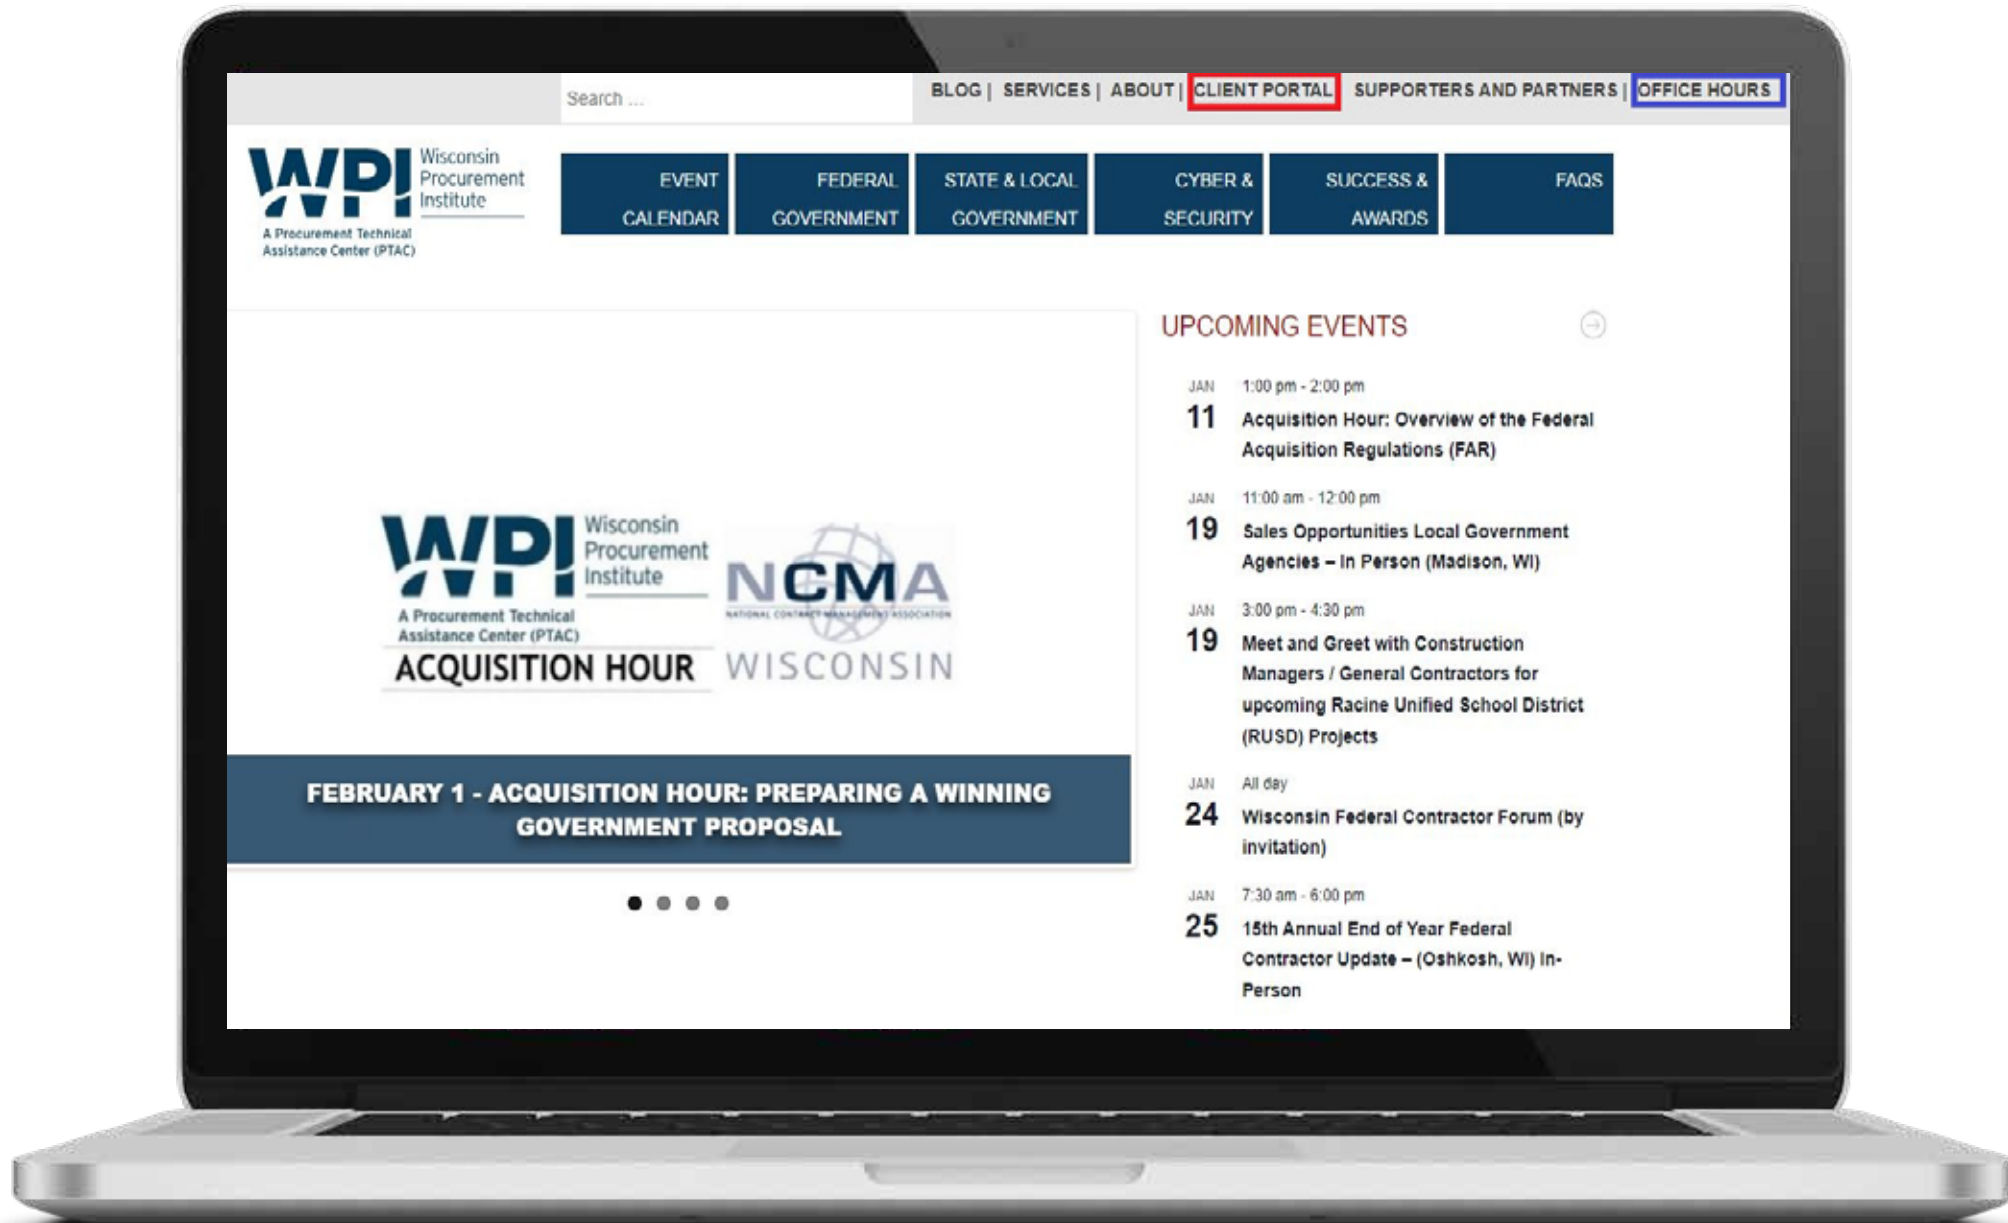 Search ...
BLOG | SERVICES | ABOUT | CLIENT PORTAL SUPPORTERS AND PARTNERS | OFFICE HOURS
WPI
Wisconsin
Procurement
Institute
A Procurement Technical
Assistance Center (PTAC)
EVENT
CALENDAR
FEDERAL
GOVERNMENT
STATE & LOCAL
GOVERNMENT
CYBER &
SECURITY
SUCCESS &
AWARDS
FAQS
WPI
Wisconsin
Procurement
Institute
A Procurement Technical
Assistance Center (PTAC)
ACQUISITION HOUR
NCMA
NATIONAL CONTRACT MANAGEMENT ASSOCIATION
WISCONSIN
FEBRUARY 1 - ACQUISITION HOUR: PREPARING A WINNING
GOVERNMENT PROPOSAL
UPCOMING EVENTS
JAN
11
1:00 pm - 2:00 pm
Acquisition Hour: Overview of the Federal
Acquisition Regulations (FAR)
JAN
19
11:00 am - 12:00 pm
Sales Opportunities Local Government
Agencies – In Person (Madison, WI)
JAN
19
3:00 pm - 4:30 pm
Meet and Greet with Construction
Managers / General Contractors for
upcoming Racine Unified School District
(RUSD) Projects
JAN
24
All day
Wisconsin Federal Contractor Forum (by
invitation)
JAN
25
7:30 am - 6:00 pm
15th Annual End of Year Federal
Contractor Update – (Oshkosh, WI) In-
Person